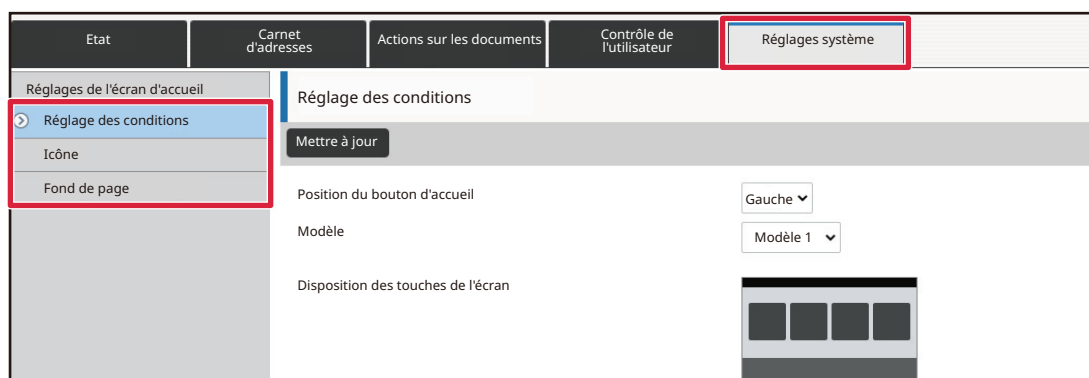 Etat
Carnet
d'adresses
Actions sur les documents
Contrôle de
l'utilisateur
Réglages système
Réglages de l'écran d'accueil
Réglage des conditions
Icône
Fond de page
Réglage des conditions
Mettre à jour
Position du bouton d'accueil
Gauche
Modèle
Modèle 1
Disposition des touches de l'écran